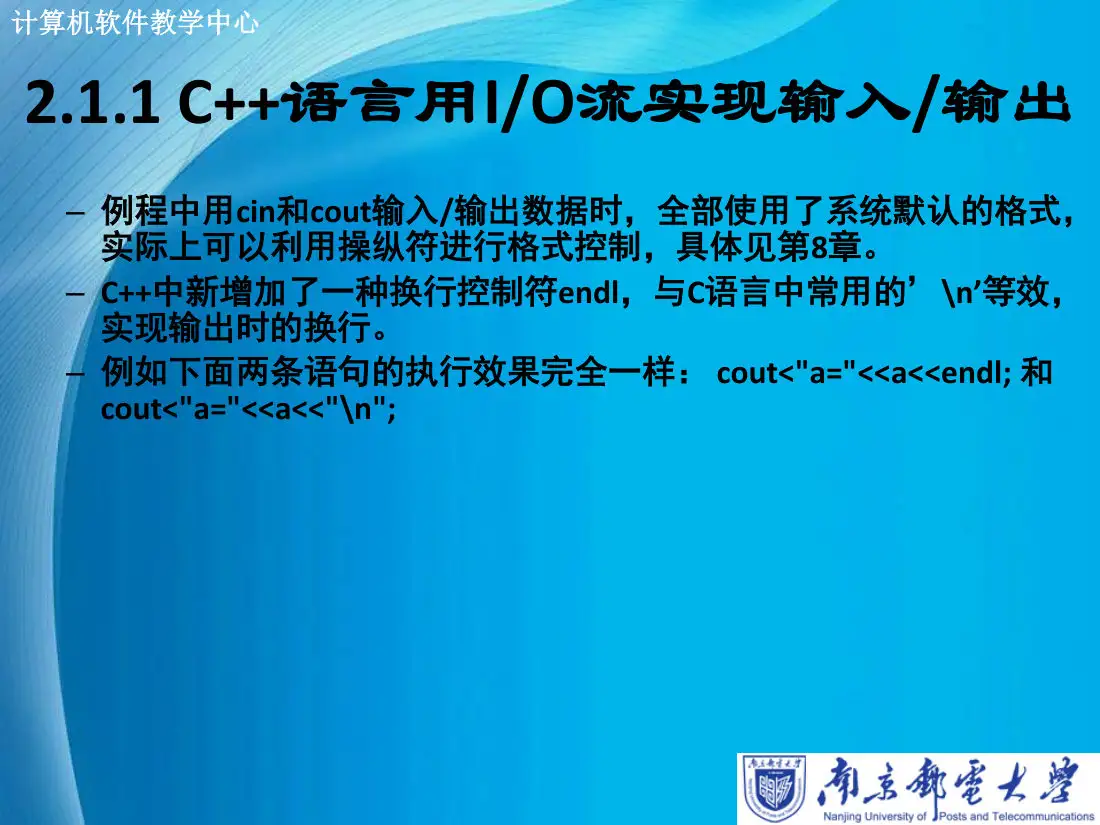 计算机软件教学中心
2.1.1 C++语言用I/O流实现输入/输出
– 例程中用cin和cout输入/输出数据时，全部使用了系统默认的格式，
实际上可以利用操纵符进行格式控制，具体见第8章。
– C++中新增加了一种换行控制符endl，与C语言中常用的’\n’等效，
实现输出时的换行。
– 例如下面两条语句的执行效果完全一样： cout<"a="<<a<<endl; 和
cout<"a="<<a<<"\n";
南京邮电大学
南京郵電大學
Nanjing University of Posts and Telecommunications